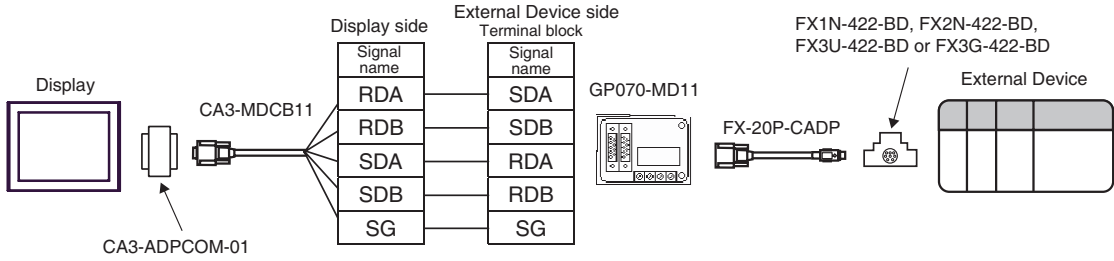 External Device side
FX1N-422-BD, FX2N-422-BD,
FX3U-422-BD or FX3G-422-BD
Display side
Terminal block
Signal
name
Signal
name
External Device
Display
CA3-MDCB11
RDA
SDA
GP070-MD11
RDB
SDB
FX-20P-CADP
SDA
RDA
SDB
RDB
SG
SG
CA3-ADPCOM-01